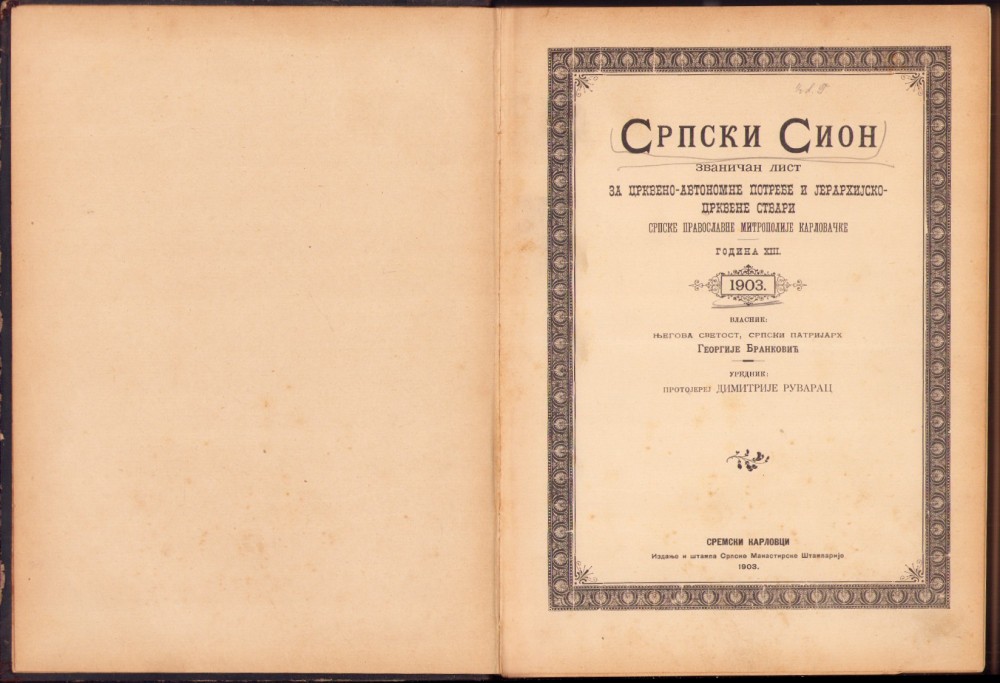 Српски Сион
званичан лист
за црквено-автономне потребе и јерархијско-
црквене ствари
српске православне митрополије карловачке
година XIII.
1903.
власник:
његова светост, српски патријарх
Георгије Бранковић
уредник:
протојереј Димитрије Руварац
Сремски Карловци
Издање и штампа Српске Манастирске Штампарије
1903.